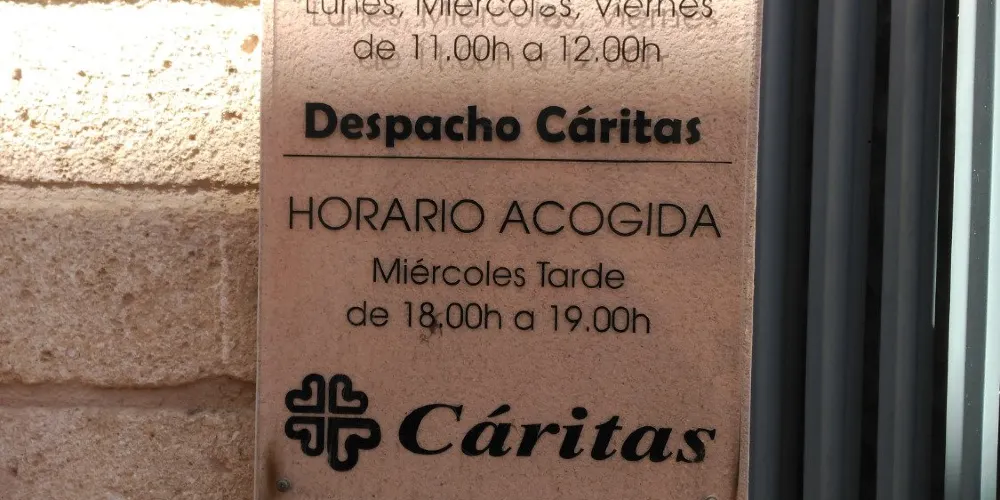 Lunes, Miércoles, Viernes
de 11.00h a 12.00h
Despacho Cáritas
HORARIO ACOGIDA
Miércoles Tarde
de 18.00h a 19.00h
Cáritas